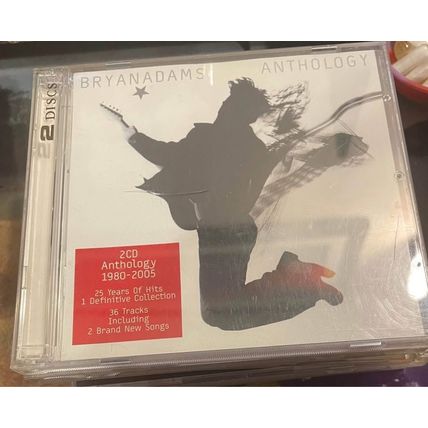 2 DISCS
BRYANADAMS ANTHOLOGY
2CD
Anthology
1980-2005
25 Years Of Hits
1 Definitive Collection
36 Tracks
Including
2 Brand New Songs